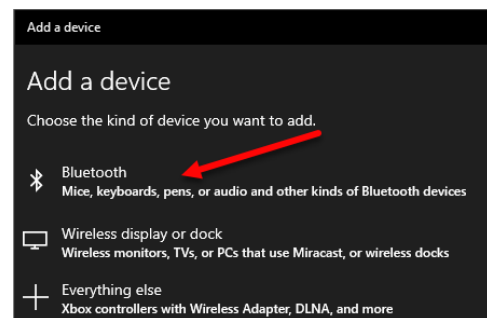 Add a device
Add a device
Choose the kind of device you want to add.
Bluetooth
Mice, keyboards, pens, or audio and other kinds of Bluetooth devices
Wireless display or dock
Wireless monitors, TVs, or PCs that use Miracast, or wireless docks
Everything else
Xbox controllers with Wireless Adapter, DLNA, and more